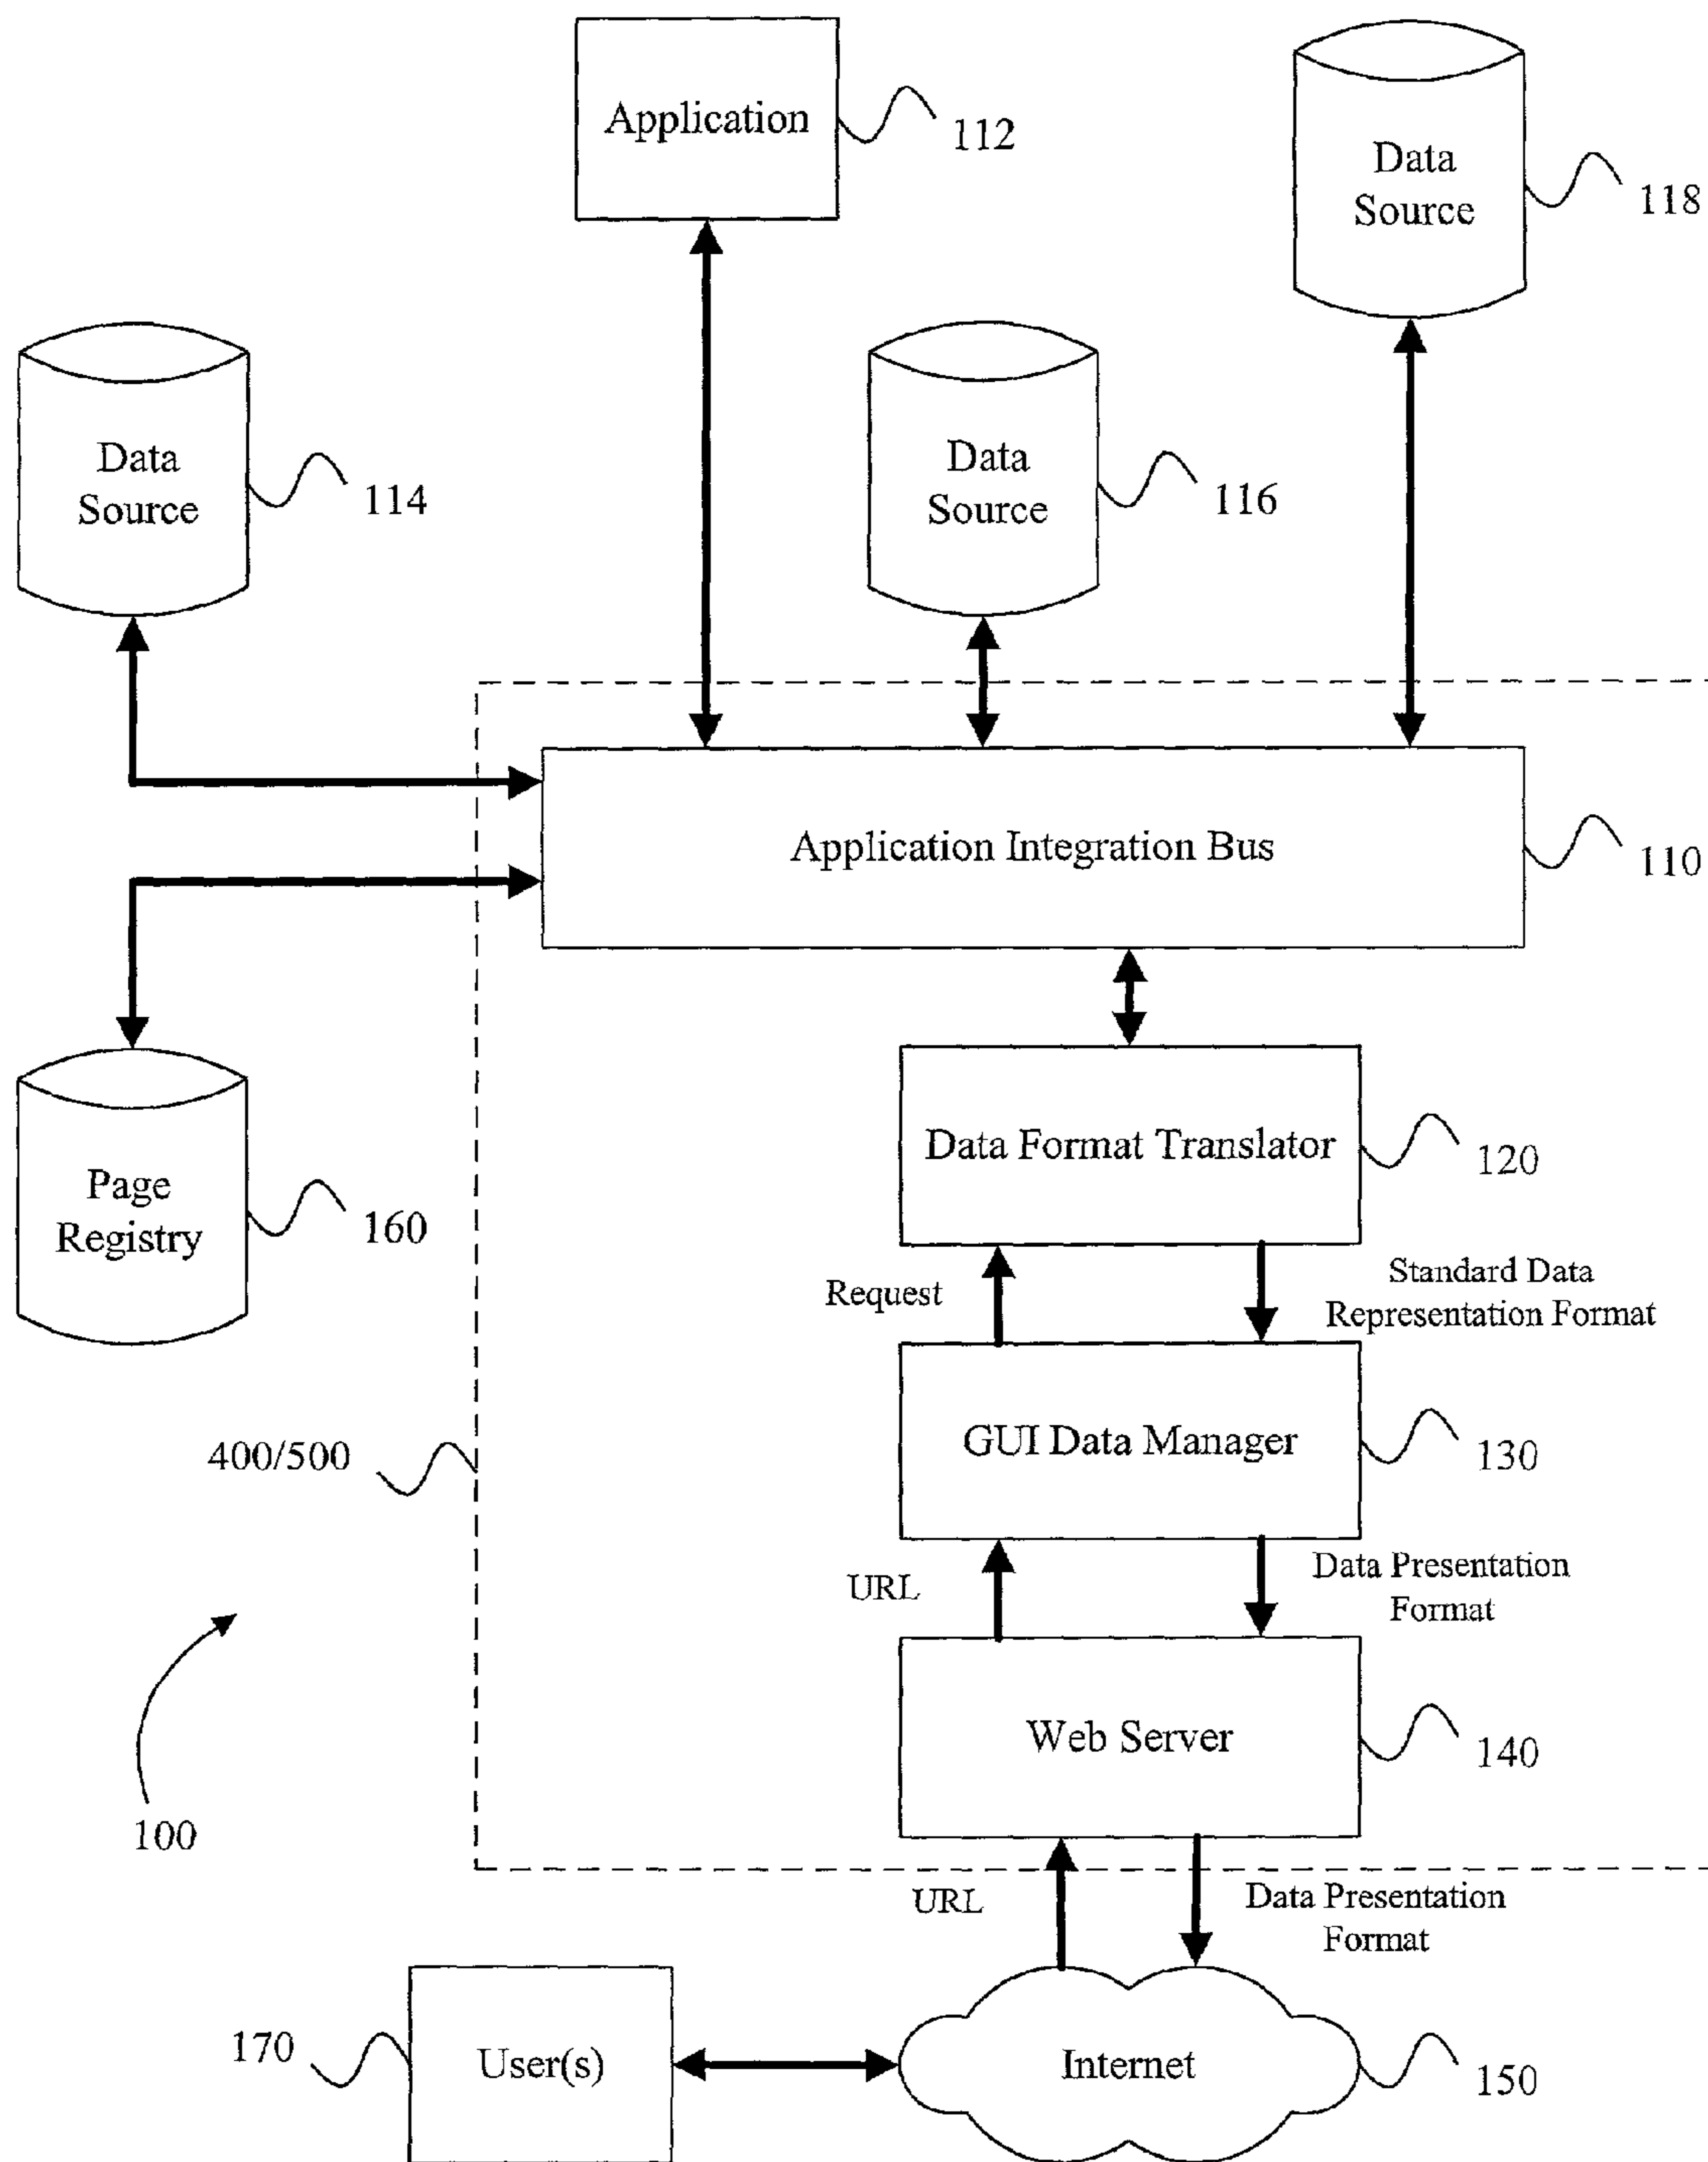 Application
112
Data
Source
118
Data
Source
114
Data
Source
116
Application Integration Bus
110
Data Format Translator
120
Page
Registry
160
Request
Standard Data
Representation Format
GUI Data Manager
130
400/500
URL
Data Presentation
Format
Web Server
140
100
URL
Data Presentation
Format
170
User(s)
Internet
150